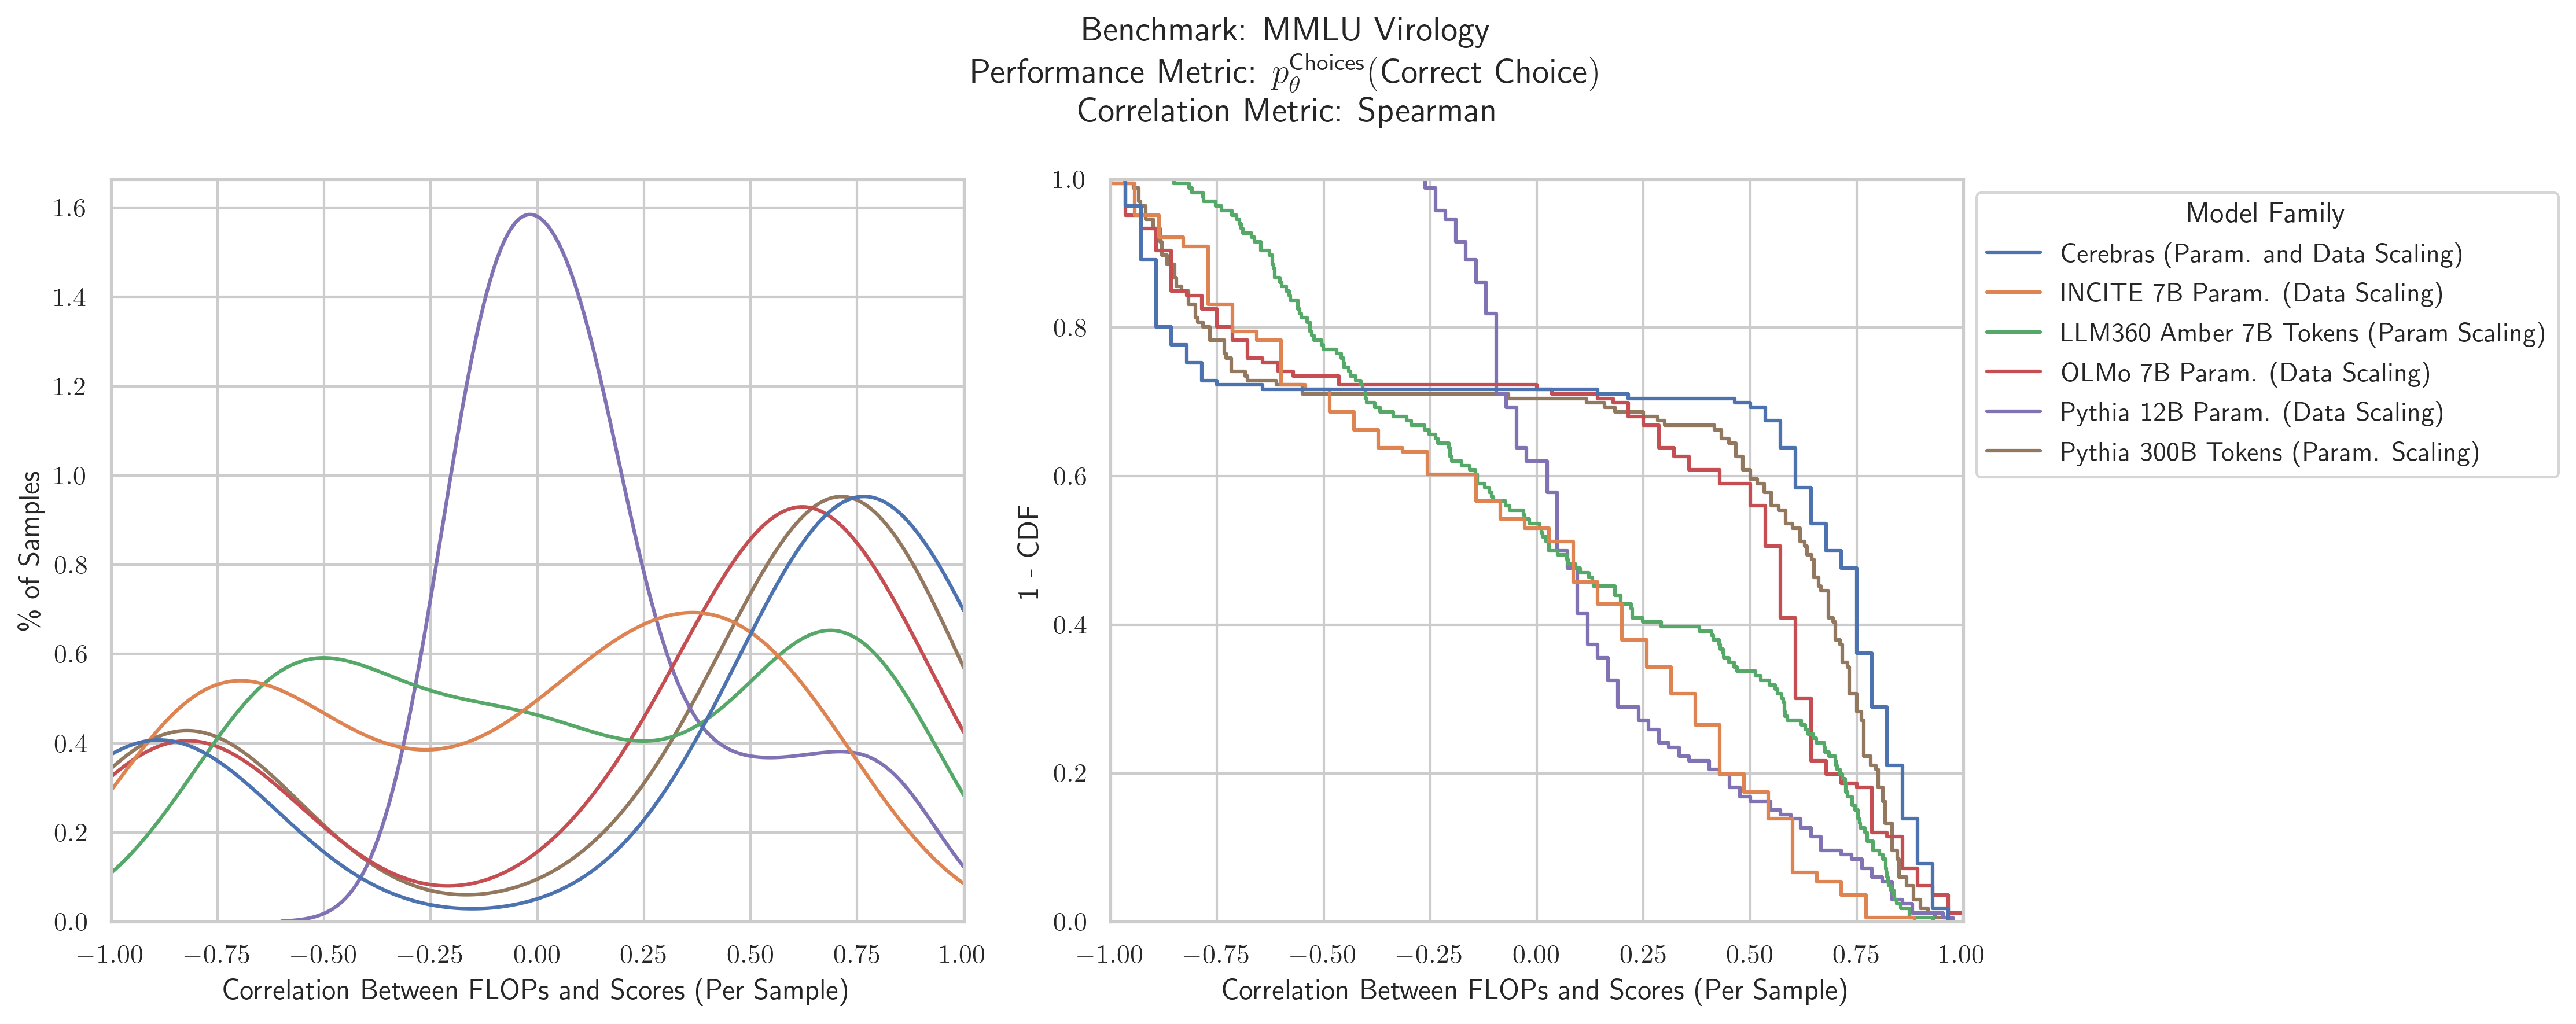 Benchmark: MMLU Virology
Performance Metric: p_θ^Choices(Correct Choice)
Correlation Metric: Spearman
% of Samples
1.6
1.4
1.2
1.0
0.8
0.6
0.4
0.2
0.0
−1.00 −0.75 −0.50 −0.25 0.00 0.25 0.50 0.75 1.00
Correlation Between FLOPs and Scores (Per Sample)
1 - CDF
1.0
0.8
0.6
0.4
0.2
0.0
−1.00 −0.75 −0.50 −0.25 0.00 0.25 0.50 0.75 1.00
Correlation Between FLOPs and Scores (Per Sample)
Model Family
Cerebras (Param. and Data Scaling)
INCITE 7B Param. (Data Scaling)
LLM360 Amber 7B Tokens (Param Scaling)
OLMo 7B Param. (Data Scaling)
Pythia 12B Param. (Data Scaling)
Pythia 300B Tokens (Param. Scaling)